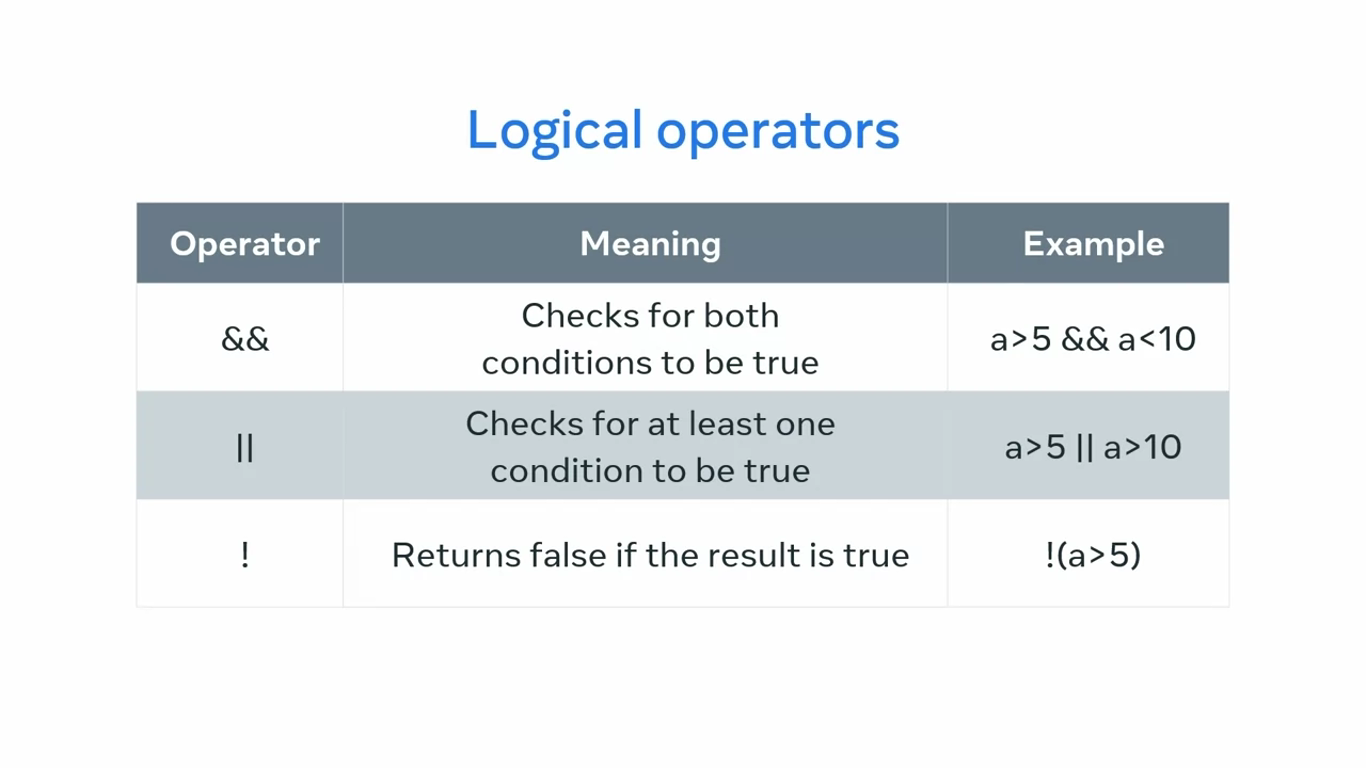 Logical operators
Operator Meaning Example
&& Checks for both conditions to be true a>5 && a<10
|| Checks for at least one condition to be true a>5 || a>10
! Returns false if the result is true !(a>5)